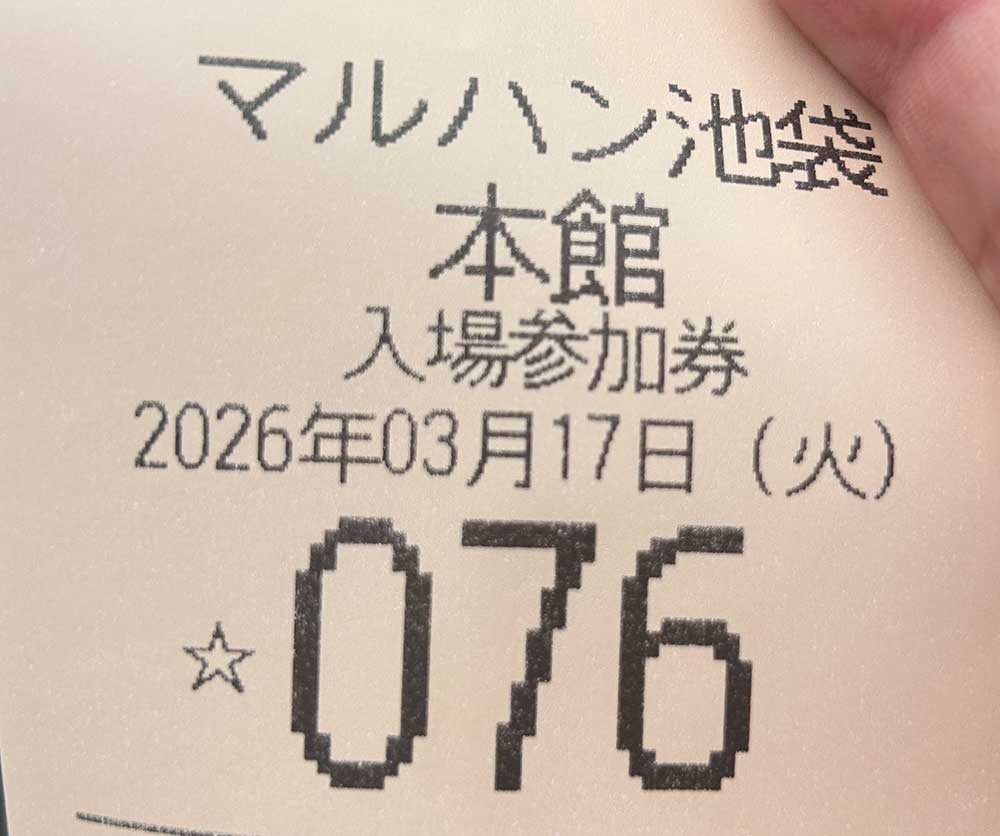 マルハン池袋
本館
入場参加券
2026年03月17日（火）
☆076